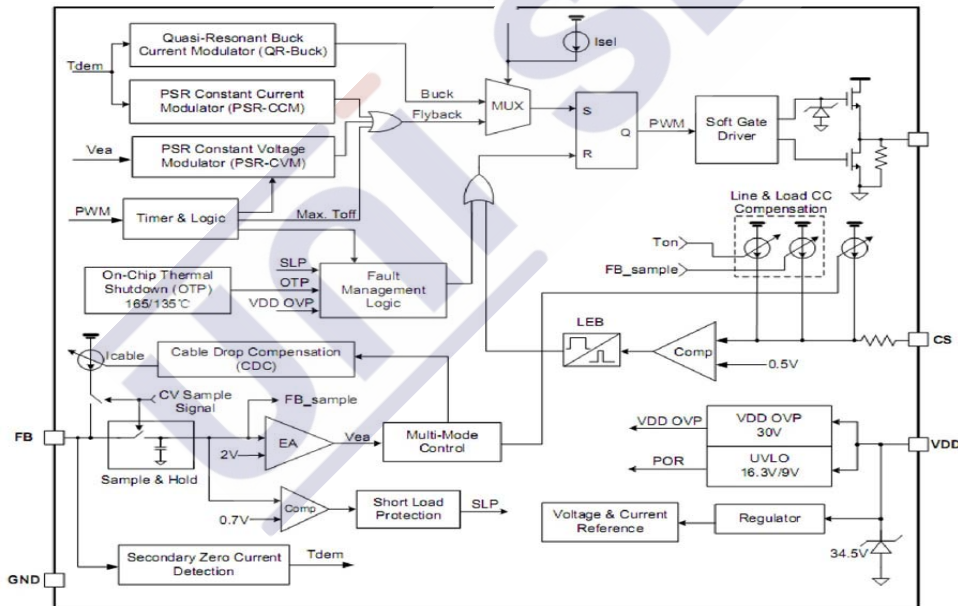 Quasi-Resonant Buck
Current Modulator (QR-Buck)
Isel
Tdem
PSR Constant Current
Modulator (PSR-CCM)
Buck
MUX
Flyback
S
Q
R
PWM
Soft Gate
Driver
Vea
PSR Constant Voltage
Modulator (PSR-CVM)
PWM
Timer & Logic
Max. Toff
Line & Load CC
Compensation
Ton
FB_sample
On-Chip Thermal
Shutdown (OTP)
165/135℃
SLP
OTP
VDD OVP
Fault
Management
Logic
LEB
Comp
CS
0.5V
Icable
Cable Drop Compensation
(CDC)
CV Sample
Signal
FB_sample
FB
EA
Vea
2V
Multi-Mode
Control
Sample & Hold
VDD OVP
VDD OVP
30V
VDD
POR
UVLO
16.3V/9V
Comp
0.7V
Short Load
Protection
SLP
Voltage & Current
Reference
Regulator
34.5V
Secondary Zero Current
Detection
Tdem
GND